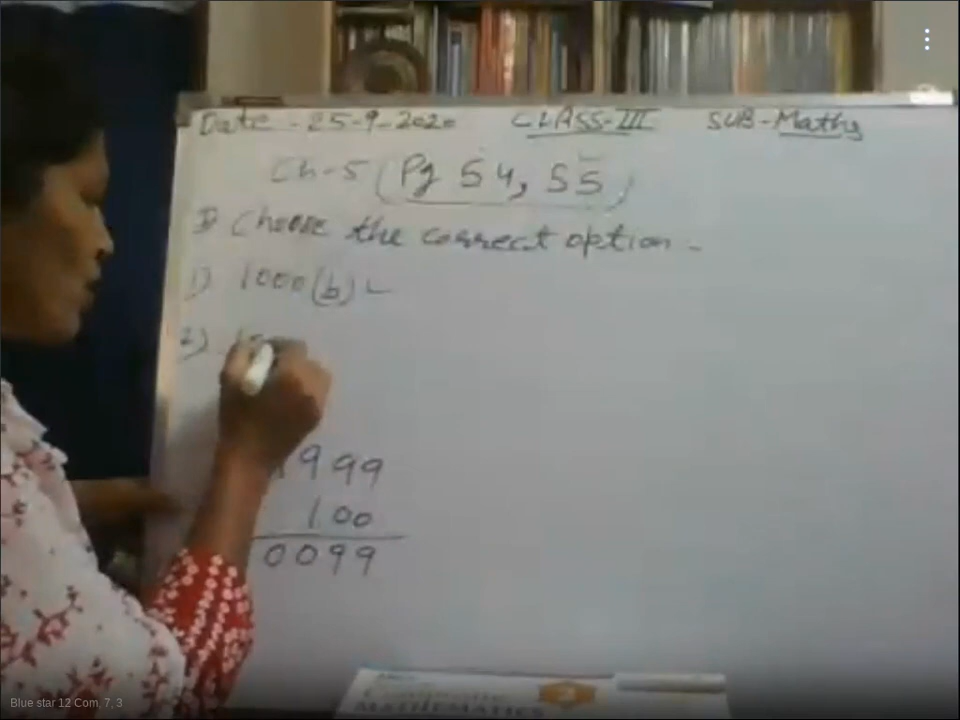 Date - 25-9-2020 CLASS-III SUB-Maths
Ch-5 (Pg 54, 55)
I Choose the correct option -
1) 1000 (b)
2)
999
100
0099
MATHEMATICS
Blue star 12 Com, 7, 3